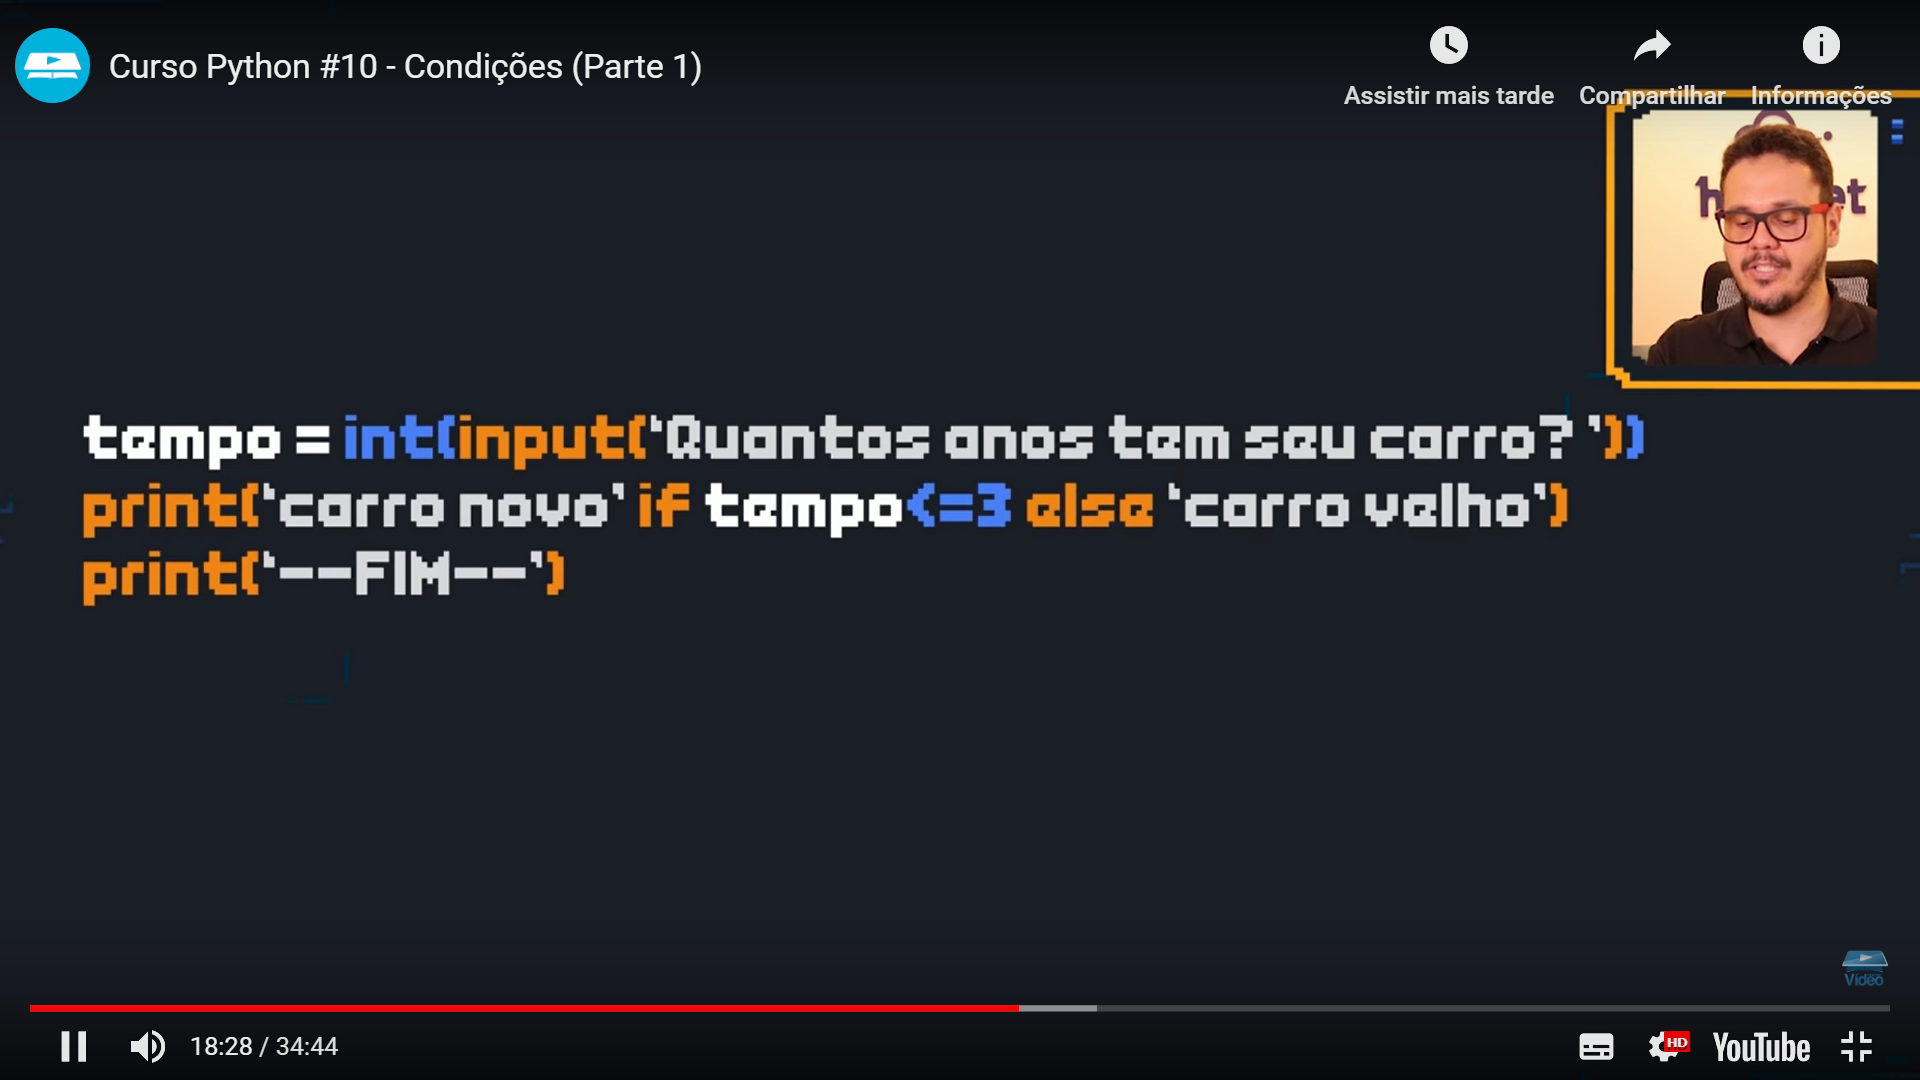 Curso Python #10 - Condições (Parte 1)
Assistir mais tarde
Compartilhar
Informações
tempo = int(input('Quantos anos tem seu carro? '))
print('carro novo' if tempo<=3 else 'carro velho')
print('--FIM--')
Vídeo
18:28 / 34:44
HD
YouTube